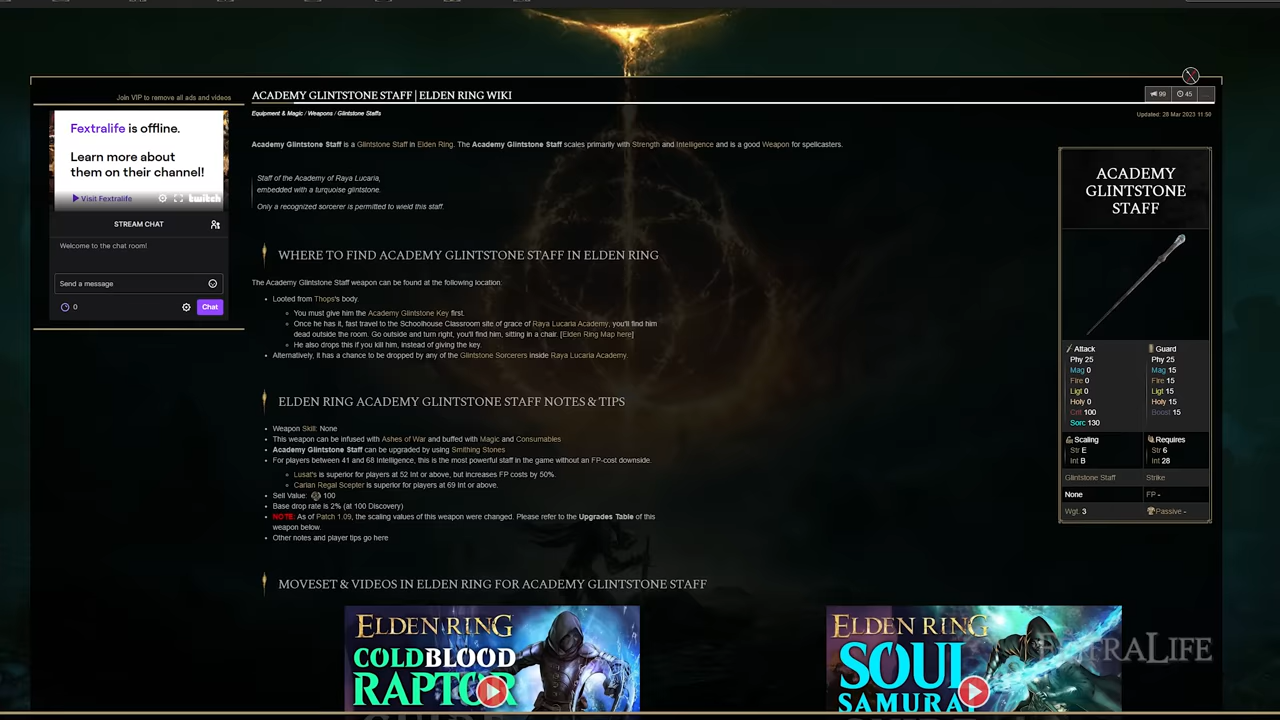 Join VIP to remove all ads and videos
Fextralife is offline.
Learn more about
them on their channel!
Visit Fextralife
twitch
STREAM CHAT
Welcome to the chat room!
Send a message
0
Chat
ACADEMY GLINTSTONE STAFF | ELDEN RING WIKI
99
45
Equipment & Magic / Weapons / Glintstone Staffs
Updated: 28 Mar 2023 11:50
Academy Glintstone Staff is a Glintstone Staff in Elden Ring. The Academy Glintstone Staff scales primarily with Strength and Intelligence and is a good Weapon for spellcasters.
Staff of the Academy of Raya Lucaria,
embedded with a turquoise glintstone.
Only a recognized sorcerer is permitted to wield this staff.
WHERE TO FIND ACADEMY GLINTSTONE STAFF IN ELDEN RING
The Academy Glintstone Staff weapon can be found at the following location:
Looted from Thops's body.
You must give him the Academy Glintstone Key first.
Once he has it, fast travel to the Schoolhouse Classroom site of grace of Raya Lucaria Academy, you'll find him
dead outside the room. Go outside and turn right, you'll find him, sitting in a chair. [Elden Ring Map here]
He also drops this if you kill him, instead of giving the key.
Alternatively, it has a chance to be dropped by any of the Glintstone Sorcerers inside Raya Lucaria Academy.
ELDEN RING ACADEMY GLINTSTONE STAFF NOTES & TIPS
Weapon Skill: None
This weapon can be infused with Ashes of War and buffed with Magic and Consumables
Academy Glintstone Staff can be upgraded by using Smithing Stones
For players between 41 and 68 Intelligence, this is the most powerful staff in the game without an FP-cost downside.
Lusat's is superior for players at 52 Int or above, but increases FP costs by 50%.
Carian Regal Scepter is superior for players at 69 Int or above.
Sell Value: 100
Base drop rate is 2% (at 100 Discovery)
NOTE: As of Patch 1.09, the scaling values of this weapon were changed. Please refer to the Upgrades Table of this
weapon below.
Other notes and player tips go here
MOVESET & VIDEOS IN ELDEN RING FOR ACADEMY GLINTSTONE STAFF
ELDEN RING
COLDBLOOD
RAPTOR
ELDEN RING
SOUL
SAMURAI
FEXTRALIFE
ACADEMY
GLINTSTONE
STAFF
Attack Guard
Phy 25 Phy 25
Mag 0 Mag 15
Fire 0 Fire 15
Ligt 0 Ligt 15
Holy 0 Holy 15
Crit 100 Boost 15
Sorc 130
Scaling Requires
Str E Str 6
Int B Int 28
Glintstone Staff Strike
None FP -
Wgt. 3 Passive -